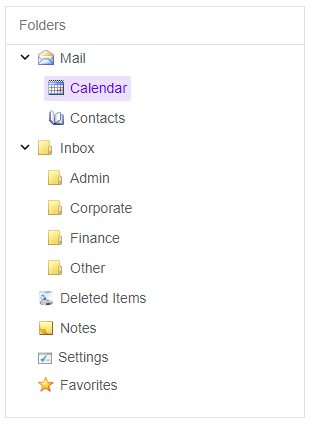 Folders
Mail
Calendar
Contacts
Inbox
Admin
Corporate
Finance
Other
Deleted Items
Notes
Settings
Favorites